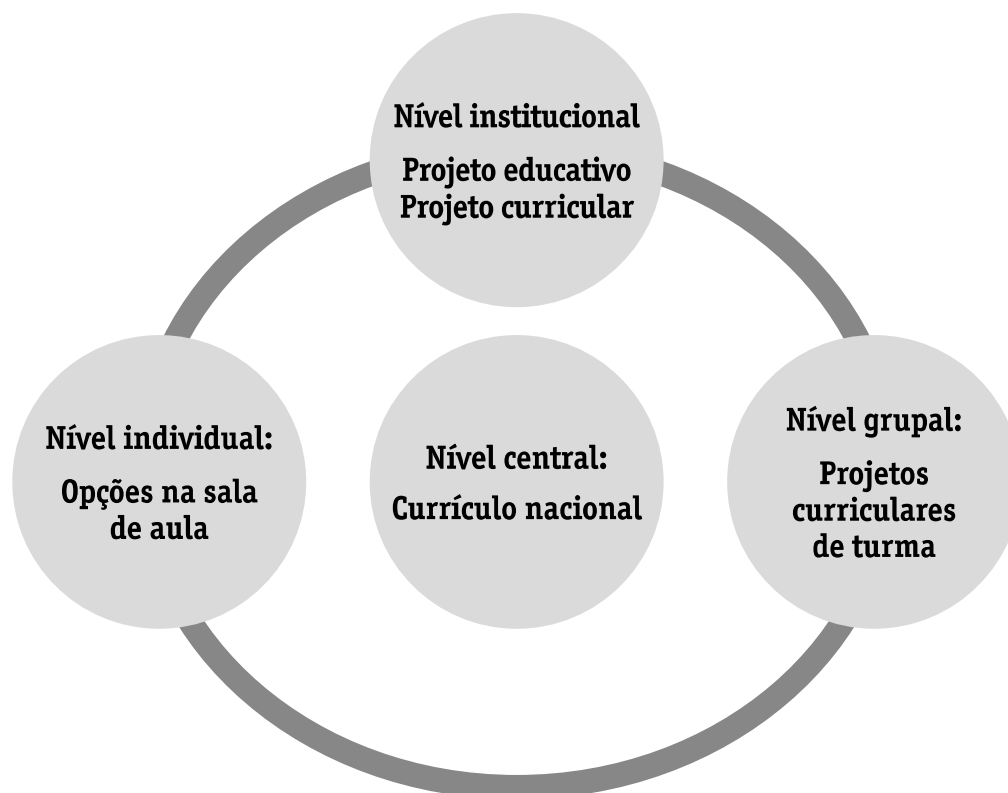 Nível institucional
Projeto educativo
Projeto curricular
Nível individual:
Opções na sala
de aula
Nível central:
Currículo nacional
Nível grupal:
Projetos
curriculares
de turma